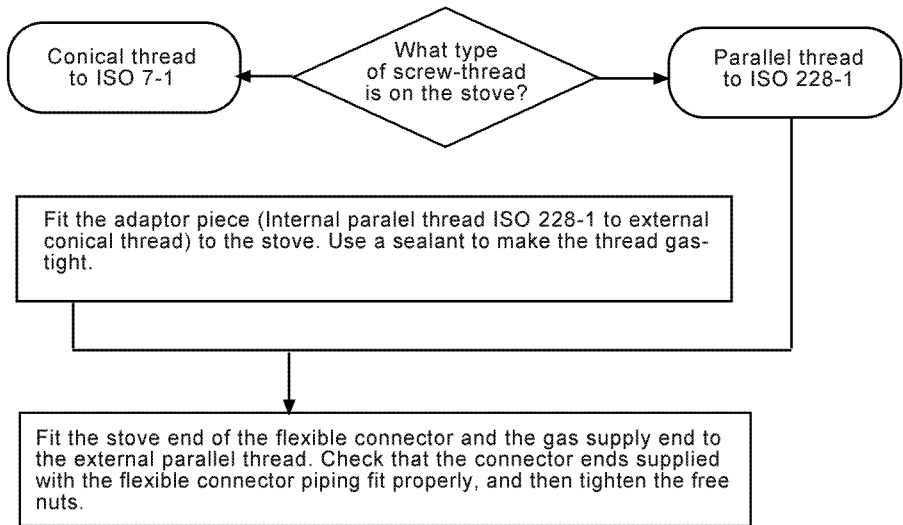 Conical thread
to ISO 7-1
What type
of screw-thread
is on the stove?
Parallel thread
to ISO 228-1
Fit the adaptor piece (Internal paralel thread ISO 228-1 to external
conical thread) to the stove. Use a sealant to make the thread gas-
tight.
Fit the stove end of the flexible connector and the gas supply end to
the external parallel thread. Check that the connector ends supplied
with the flexible connector piping fit properly, and then tighten the free
nuts.